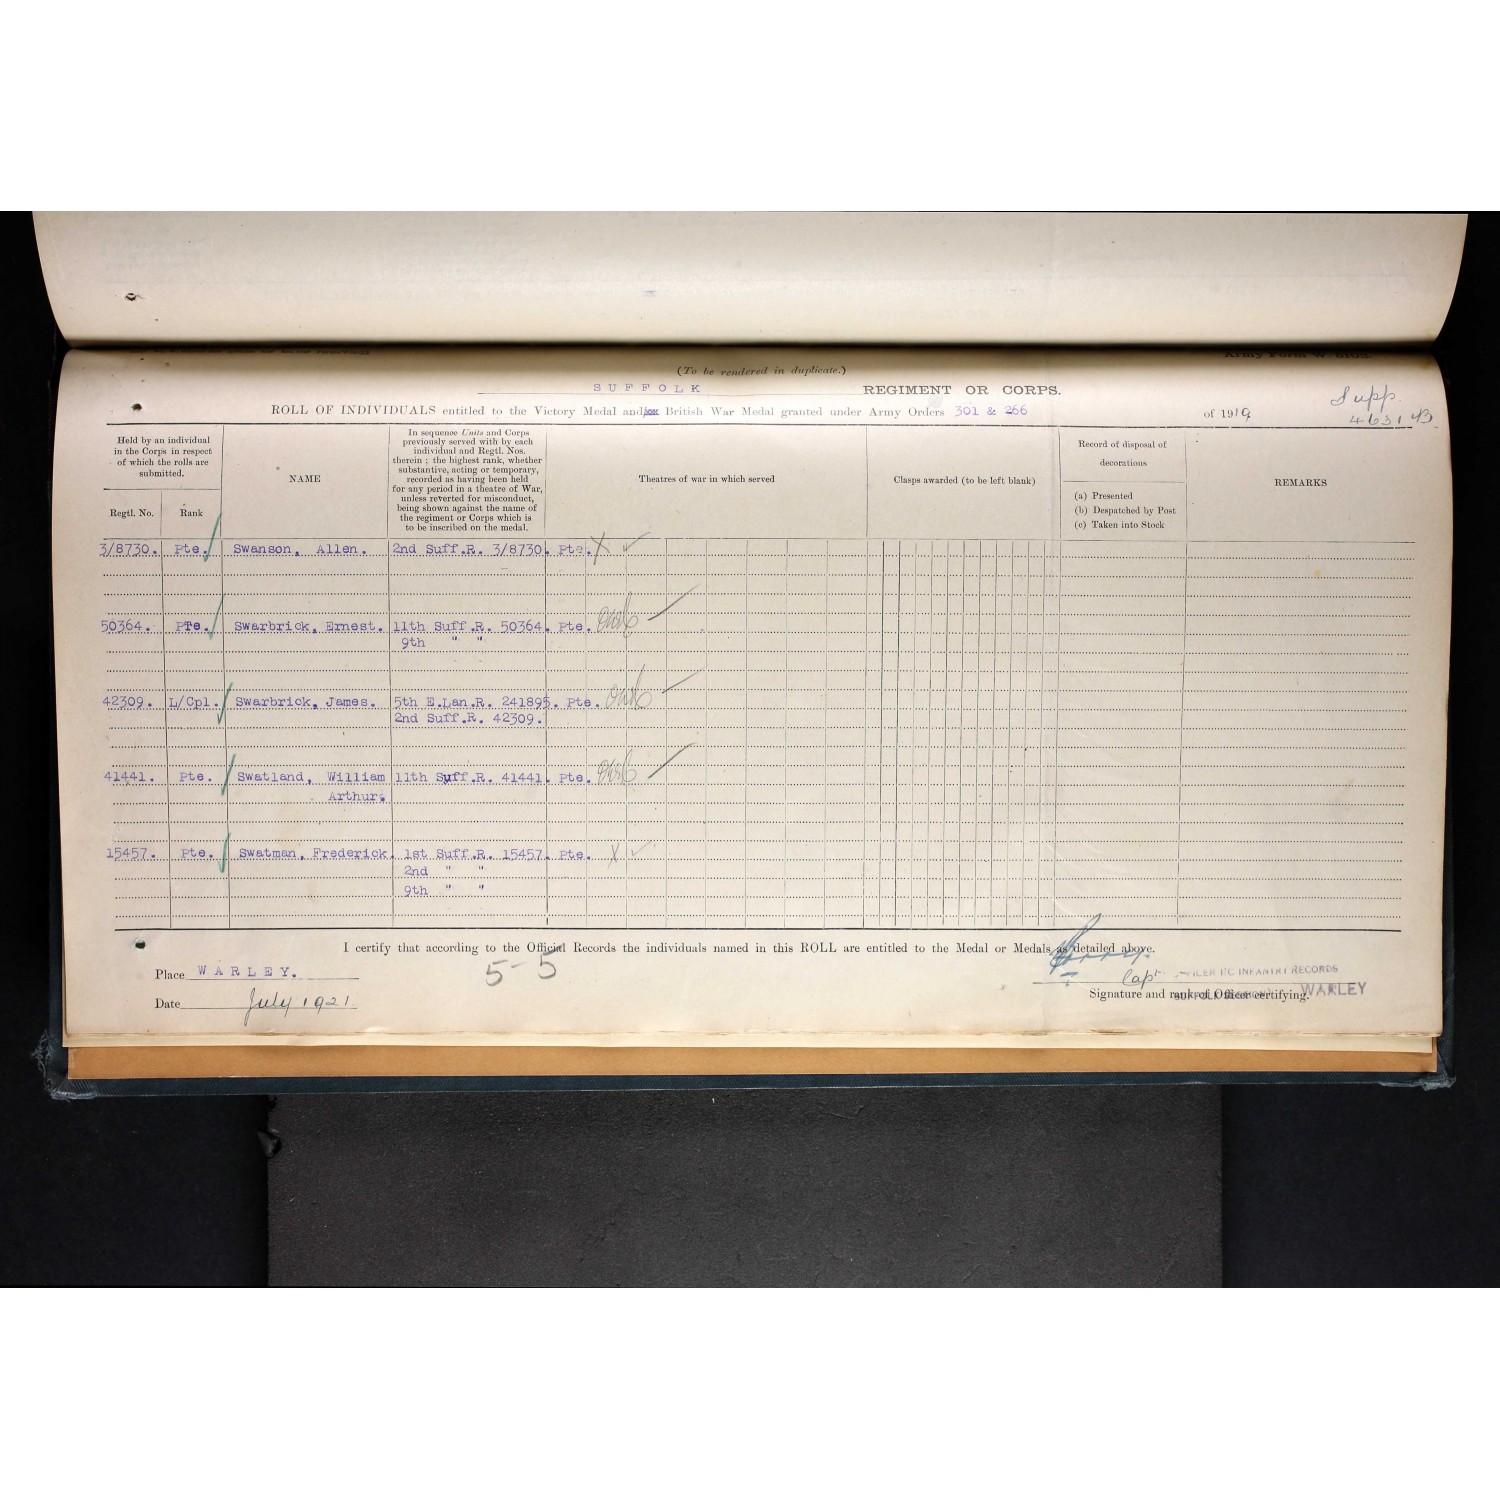 (To be rendered in duplicate.)
SUFFOLK REGIMENT OR CORPS.
Supp.
ROLL OF INDIVIDUALS entitled to the Victory Medal and/or British War Medal granted under Army Orders 301 & 266 of 1919
Held by an individual
in the Corps in respect
of which the rolls are
submitted.
Regtl. No. Rank
NAME
In sequence Units and Corps
previously served with by each
individual and Regtl. Nos.
therein ; the highest rank, whether
substantive, acting or temporary,
recorded as having been held
for any period in a theatre of War,
unless reverted for misconduct,
being shown against the name of
the regiment or Corps which is
to be inscribed on the medal.
Theatres of war in which served
Clasps awarded (to be left blank)
Record of disposal of
decorations
(a) Presented
(b) Despatched by Post
(c) Taken into Stock
REMARKS
3/8730. Pte. Swanson, Allen. 2nd Suff.R. 3/8730. Pte. X
50364. PTe. Swarbrick, Ernest. 11th Suff.R. 50364. Pte.
9th " "
42309. L/Cpl. Swarbrick, James. 5th E.Lan.R. 241895. Pte.
2nd Suff.R. 42309.
41441. Pte. Swatland, William 11th Suff.R. 41441. Pte.
Arthur.
15457. Pte. Swatman, Frederick. 1st Suff.R. 15457. Pte. X
2nd " "
9th " "
I certify that according to the Official Records the individuals named in this ROLL are entitled to the Medal or Medals as detailed above.
Place WARLEY.
5-5
Capt INFANTRY RECORDS
Date July 1921.
Signature and rank of Officer certifying. WARLEY